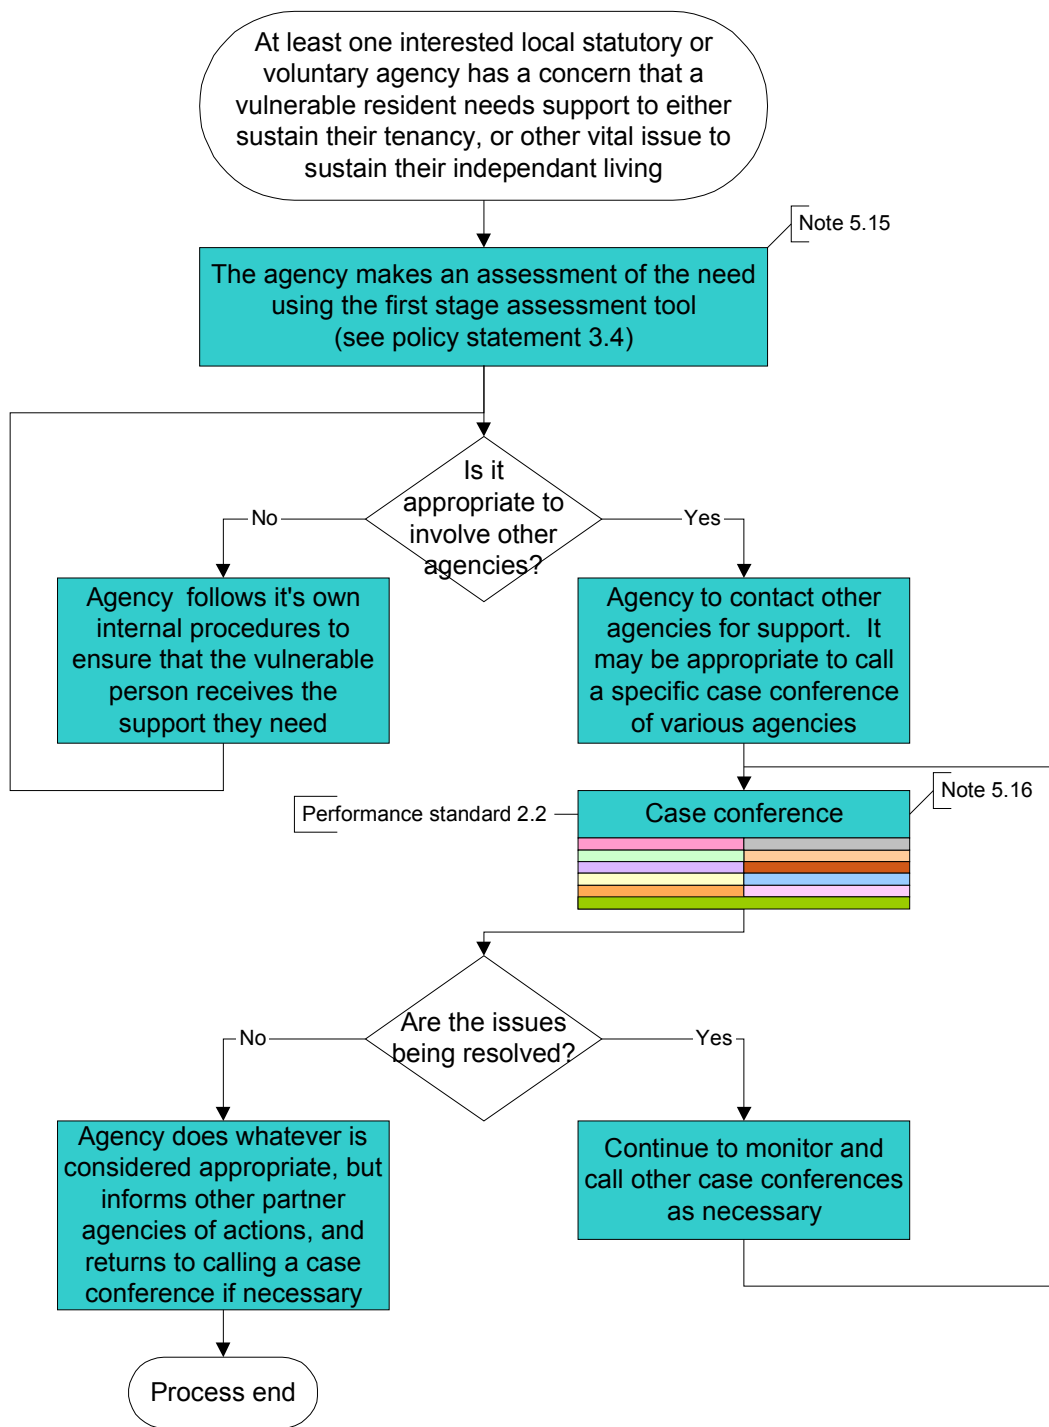 At least one interested local statutory or
voluntary agency has a concern that a
vulnerable resident needs support to either
sustain their tenancy, or other vital issue to
sustain their independant living
Note 5.15
The agency makes an assessment of the need
using the first stage assessment tool
(see policy statement 3.4)
Is it
appropriate to
involve other
agencies?
No
Yes
Agency follows it's own
internal procedures to
ensure that the vulnerable
person receives the
support they need
Agency to contact other
agencies for support. It
may be appropriate to call
a specific case conference
of various agencies
Note 5.16
Performance standard 2.2
Case conference
Are the issues
being resolved?
No
Yes
Agency does whatever is
considered appropriate, but
informs other partner
agencies of actions, and
returns to calling a case
conference if necessary
Continue to monitor and
call other case conferences
as necessary
Process end